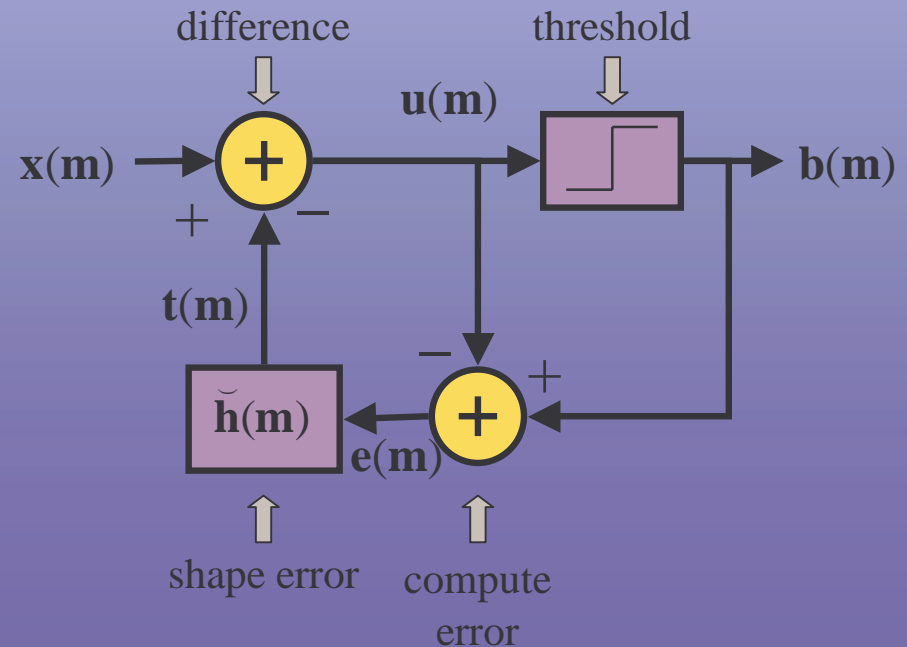 difference
threshold
u(m)
x(m)
+
b(m)
+
−
t(m)
−
+
h̆(m)
+
e(m)
shape error
compute
error